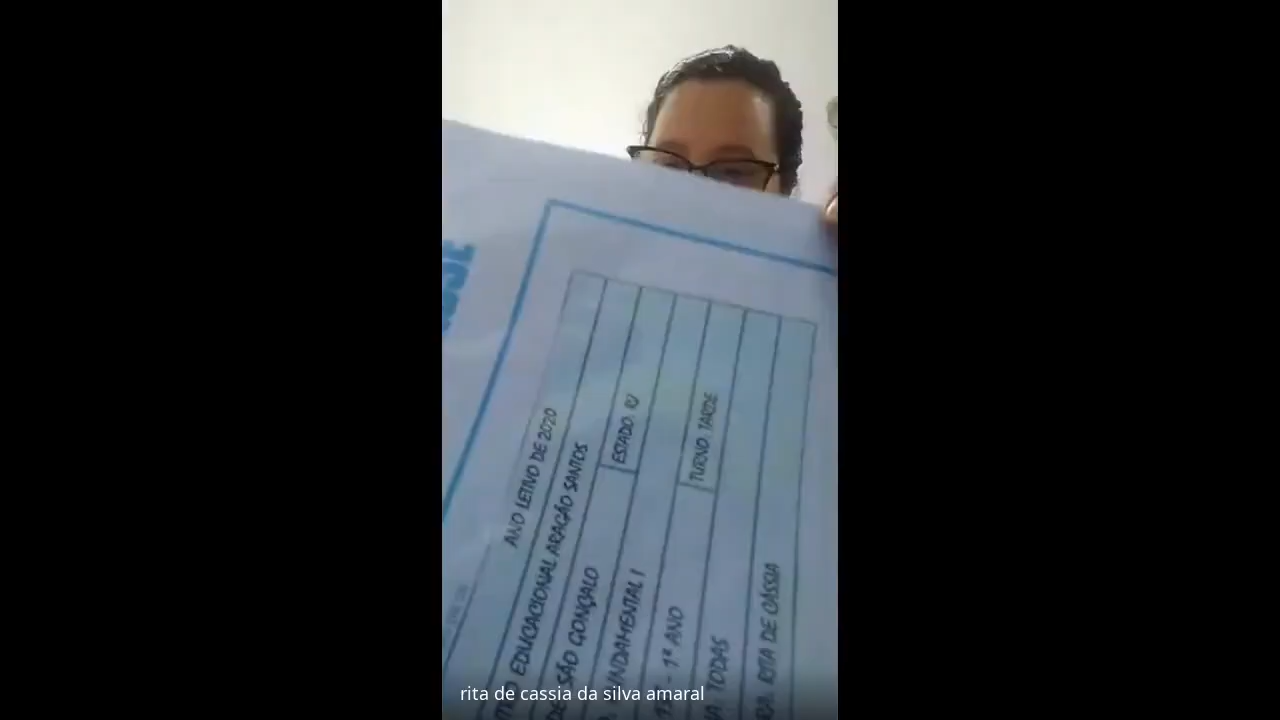 ANO LETIVO DE 2020
EDUCACIONAL ARAGÃO SANTOS
SÃO GONÇALO
ESTADO: RJ
FUNDAMENTAL I
- 1º ANO
TURNO: TARDE
TODAS
RITA DE CÁSSIA
rita de cassia da silva amaral